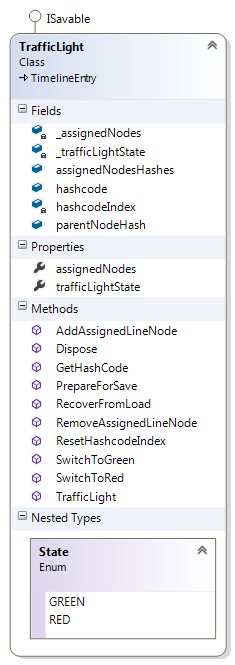 ISavable
TrafficLight
Class
TimelineEntry
Fields
_assignedNodes
_trafficLightState
assignedNodesHashes
hashcode
hashcodeIndex
parentNodeHash
Properties
assignedNodes
trafficLightState
Methods
AddAssignedLineNode
Dispose
GetHashCode
PrepareForSave
RecoverFromLoad
RemoveAssignedLineNode
ResetHashcodeIndex
SwitchToGreen
SwitchToRed
TrafficLight
Nested Types
State
Enum
GREEN
RED